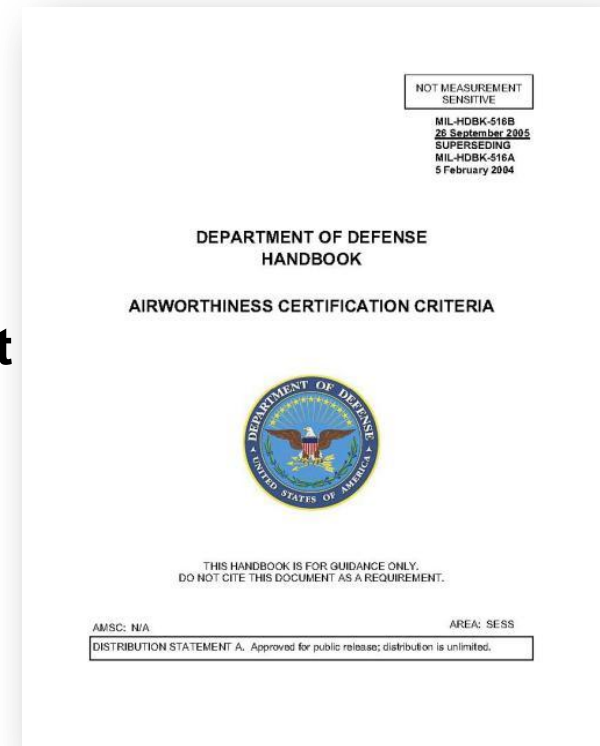 NOT MEASUREMENT
SENSITIVE
MIL-HDBK-516B
26 September 2005
SUPERSEDING
MIL-HDBK-516A
5 February 2004
DEPARTMENT OF DEFENSE
HANDBOOK
AIRWORTHINESS CERTIFICATION CRITERIA
t
DEPARTMENT OF DEFENSE
UNITED STATES OF AMERICA
THIS HANDBOOK IS FOR GUIDANCE ONLY.
DO NOT CITE THIS DOCUMENT AS A REQUIREMENT.
AMSC: N/A
AREA: SESS
DISTRIBUTION STATEMENT A. Approved for public release; distribution is unlimited.